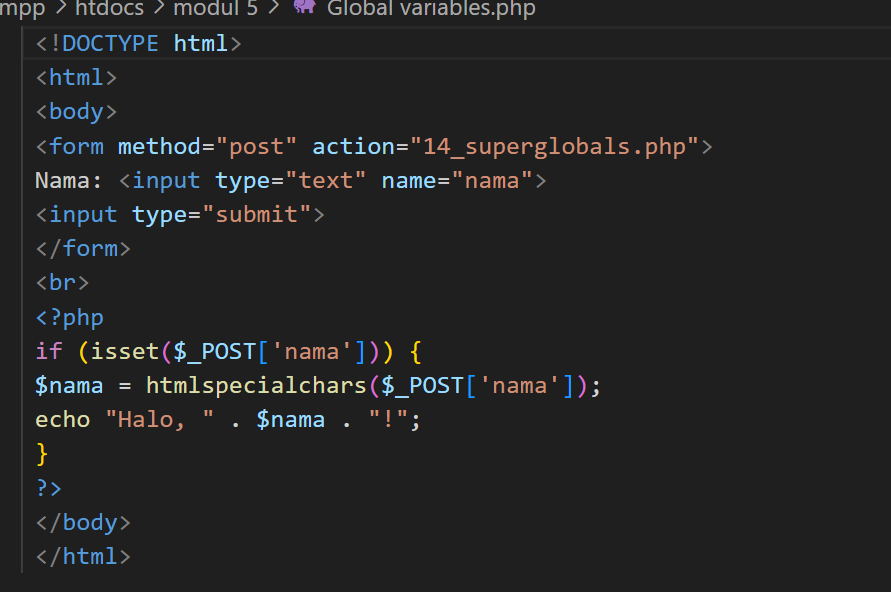 mpp > htdocs > modul 5 > Global variables.php
<!DOCTYPE html>
<html>
<body>
<form method="post" action="14_superglobals.php">
Nama: <input type="text" name="nama">
<input type="submit">
</form>
<br>
<?php
if (isset($_POST['nama'])) {
$nama = htmlspecialchars($_POST['nama']);
echo "Halo, " . $nama . "!";
}
?>
</body>
</html>